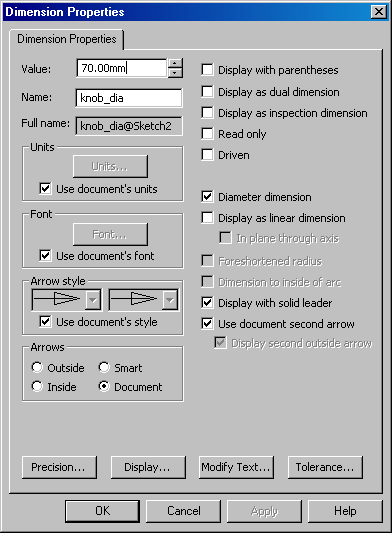 Dimension Properties
Dimension Properties
Value: 70.00mm
Name: knob_dia
Full name: knob_dia@Sketch2
Units
Units...
Use document's units
Font
Font...
Use document's font
Arrow style
Use document's style
Arrows
Outside Smart
Inside Document
Display with parentheses
Display as dual dimension
Display as inspection dimension
Read only
Driven
Diameter dimension
Display as linear dimension
In plane through axis
Foreshortened radius
Dimension to inside of arc
Display with solid leader
Use document second arrow
Display second outside arrow
Precision... Display... Modify Text... Tolerance...
OK Cancel Apply Help